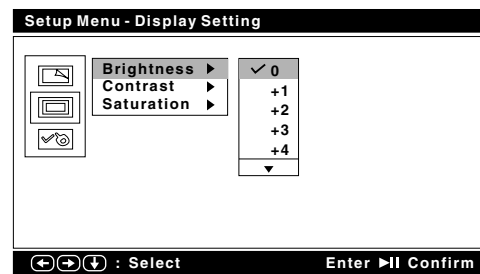 Setup Menu - Display Setting
Brightness ▶
Contrast ▶
Saturation ▶
✓ 0
+1
+2
+3
+4
▼
←→↓ : Select
Enter ▶II Confirm